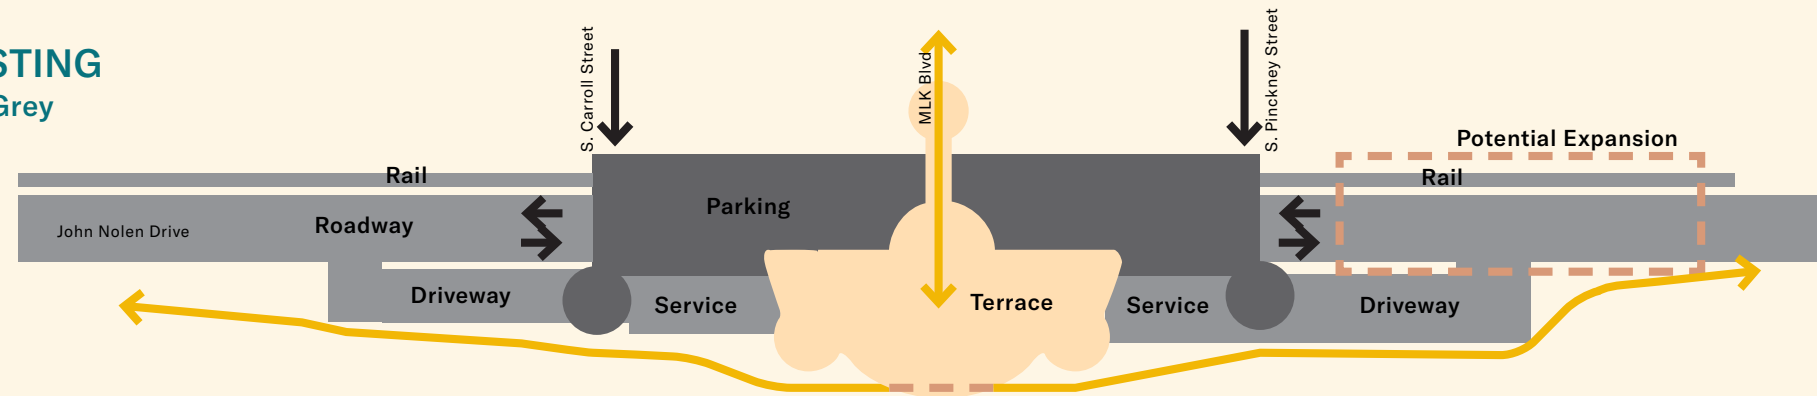 STING
Grey
S. Carroll Street
MLK Blvd
S. Pinckney Street
Potential Expansion
Rail
Rail
Parking
John Nolen Drive
Roadway
Driveway
Service
Terrace
Service
Driveway